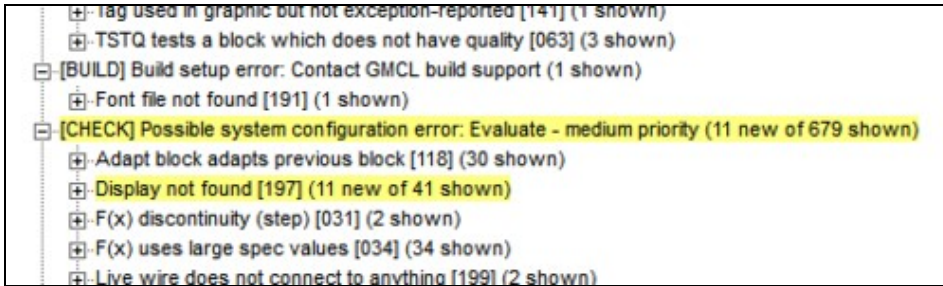 Tag used in graphic but not exception-reported [141] (1 shown)
TSTQ tests a block which does not have quality [063] (3 shown)
[BUILD] Build setup error: Contact GMCL build support (1 shown)
Font file not found [191] (1 shown)
[CHECK] Possible system configuration error: Evaluate - medium priority (11 new of 679 shown)
Adapt block adapts previous block [118] (30 shown)
Display not found [197] (11 new of 41 shown)
F(x) discontinuity (step) [031] (2 shown)
F(x) uses large spec values [034] (34 shown)
Live wire does not connect to anything [199] (2 shown)